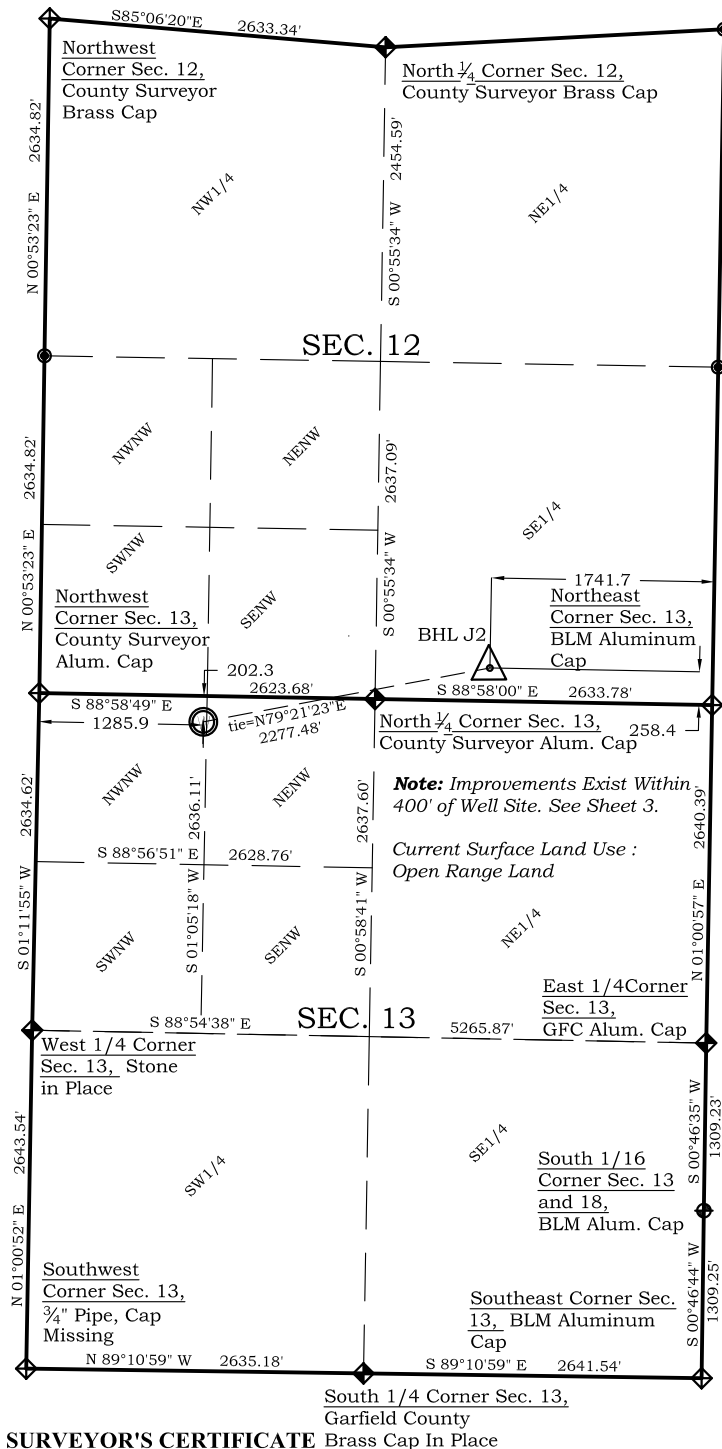 S85°06'20"E 2633.34'
Northwest
Corner Sec. 12,
County Surveyor
Brass Cap
North 1/4 Corner Sec. 12,
County Surveyor Brass Cap
N 00°53'23" E 2634.82'
S 00°55'34" W 2454.59'
NW1/4
NE1/4
SEC. 12
N 00°53'23" E 2634.82'
NWNW
NENW
SWNW
SENW
S 00°55'34" W 2637.09'
SE1/4
1741.7
Northwest
Corner Sec. 13,
County Surveyor
Alum. Cap
Northeast
Corner Sec. 13,
BLM Aluminum
Cap
BHL J2
202.3
S 88°58'49" E 2623.68'
S 88°58'00" E 2633.78'
1285.9
tie=N79°21'23"E
2277.48'
North 1/4 Corner Sec. 13,
County Surveyor Alum. Cap
258.4
Note: Improvements Exist Within
400' of Well Site. See Sheet 3.
Current Surface Land Use :
Open Range Land
S 01°11'55" W 2634.62'
NWNW
NENW
S 01°05'18" W 2636.11'
S 00°58'41" W 2637.60'
N 01°00'57" E 2640.39'
S 88°56'51" E 2628.76'
SWNW
SENW
NE1/4
East 1/4Corner
Sec. 13,
GFC Alum. Cap
S 88°54'38" E 5265.87'
SEC. 13
West 1/4 Corner
Sec. 13, Stone
in Place
N 01°00'52" E 2643.54'
SW1/4
SE1/4
S 00°46'35" W 1309.23'
South 1/16
Corner Sec. 13
and 18,
BLM Alum. Cap
S 00°46'44" W 1309.25'
Southwest
Corner Sec. 13,
3/4" Pipe, Cap
Missing
Southeast Corner Sec.
13, BLM Aluminum
Cap
N 89°10'59" W 2635.18'
S 89°10'59" E 2641.54'
South 1/4 Corner Sec. 13,
Garfield County
Brass Cap In Place
SURVEYOR'S CERTIFICATE